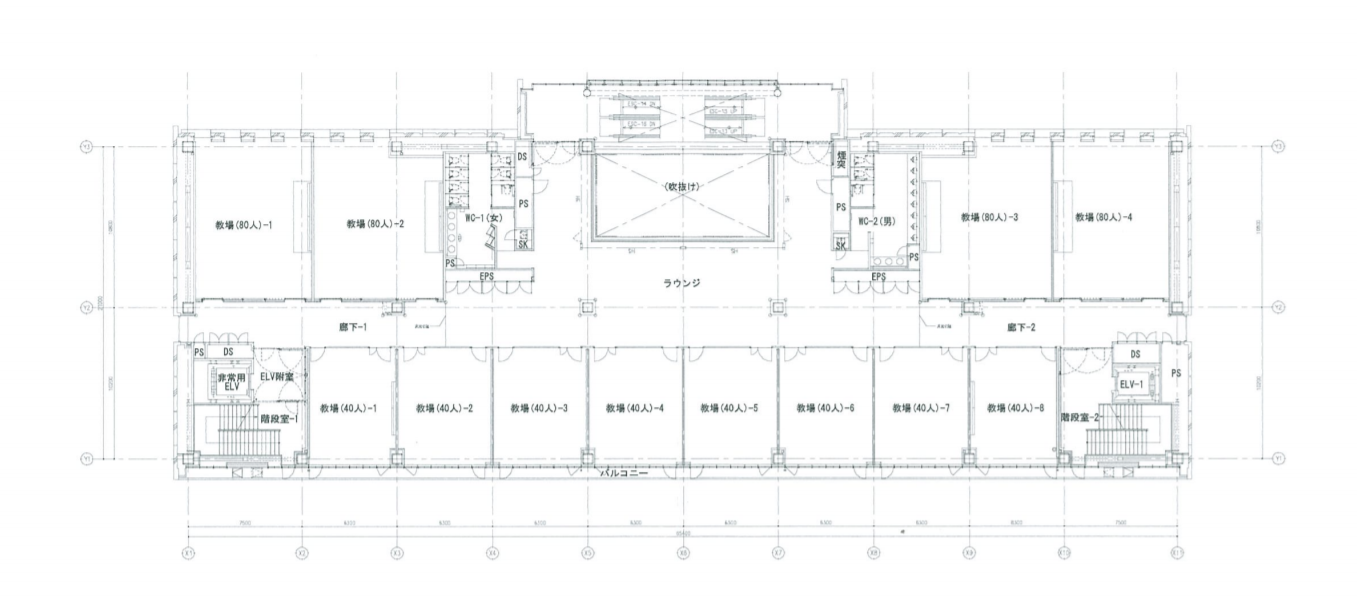 DS
煙突
Y3
Y3
(吹抜け)
教場(80人)-1
教場(80人)-2
WC-1(女)
PS
PS
WC-2(男)
教場(80人)-3
教場(80人)-4
SK
SK
PS
PS
EPS
EPS
ラウンジ
Y2
Y2
廊下-1
廊下-2
PS
DS
DS
PS
非常用
ELV
ELV附室
ELV-1
階段室-1
教場(40人)-1
教場(40人)-2
教場(40人)-3
教場(40人)-4
教場(40人)-5
教場(40人)-6
教場(40人)-7
教場(40人)-8
階段室-2
Y1
Y1
バルコニー
7500
6300
6300
6300
6300
6300
6300
6300
6300
7500
X1
X2
X3
X4
X5
X6
X7
X8
X9
X10
X11